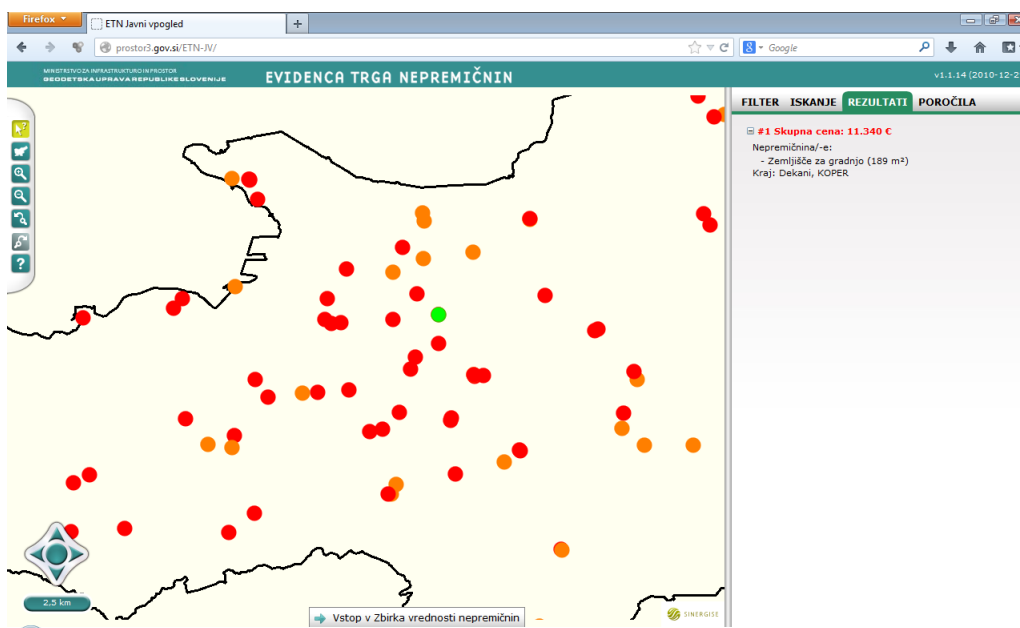 Firefox
ETN Javni vpogled
prostor3.gov.si/ETN-JV/
Google
MINISTRSTVO ZA INFRASTRUKTURO IN PROSTOR
GEODETSKA UPRAVA REPUBLIKE SLOVENIJE
EVIDENCA TRGA NEPREMIČNIN
v1.1.14 (2010-12-2
FILTER ISKANJE REZULTATI POROČILA
#1 Skupna cena: 11.340 €
Nepremičnina/-e:
- Zemljišče za gradnjo (189 m²)
Kraj: Dekani, KOPER
2,5 km
Vstop v Zbirka vrednosti nepremičnin
SINERGISE